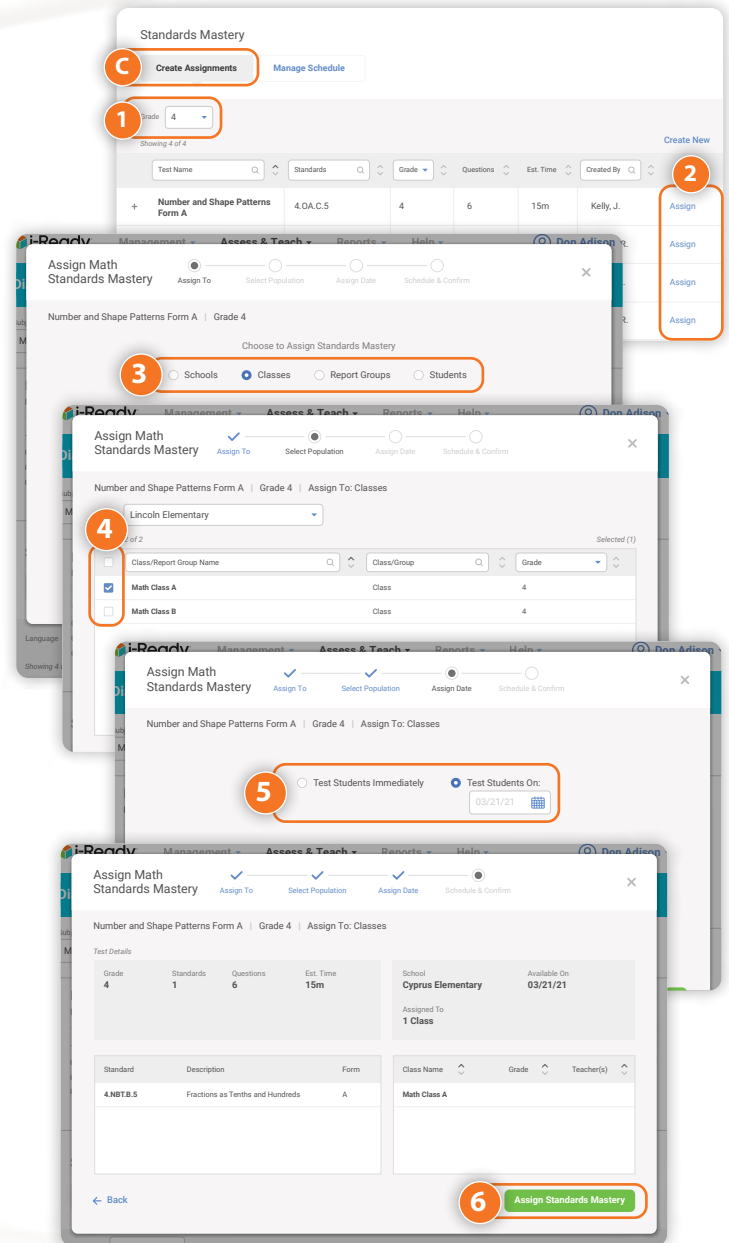 Standards Mastery
C Create Assignments Manage Schedule
1 Grade 4
Showing 4 of 4 Create New
Test Name Standards Grade Questions Est. Time Created By 2
+ Number and Shape Patterns Form A 4.OA.C.5 4 6 15m Kelly, J. Assign
R. Assign
Assign
R. Assign
i-Ready Management Assess & Teach Reports Help Don Adison
Assign Math
Standards Mastery Assign To Select Population Assign Date Schedule & Confirm ×
Number and Shape Patterns Form A | Grade 4
Choose to Assign Standards Mastery
3 Schools Classes Report Groups Students
Language
Showing 4
i-Ready Management Assess & Teach Reports Help Don Adison
Assign Math
Standards Mastery Assign To Select Population Assign Date Schedule & Confirm ×
Number and Shape Patterns Form A | Grade 4 | Assign To: Classes
Lincoln Elementary
4 2 of 2 Selected (1)
Class/Report Group Name Class/Group Grade
Math Class A Class 4
Math Class B Class 4
i-Ready Management Assess & Teach Reports Help Don Adison
Assign Math
Standards Mastery Assign To Select Population Assign Date Schedule & Confirm ×
Number and Shape Patterns Form A | Grade 4 | Assign To: Classes
5 Test Students Immediately Test Students On:
03/21/21
i-Ready Management Assess & Teach Reports Help Don Adison
Assign Math
Standards Mastery Assign To Select Population Assign Date Schedule & Confirm ×
Number and Shape Patterns Form A | Grade 4 | Assign To: Classes
Test Details
Grade Standards Questions Est. Time School Available On
4 1 6 15m Cyprus Elementary 03/21/21
Assigned To
1 Class
Standard Description Form Class Name Grade Teacher(s)
4.NBT.B.5 Fractions as Tenths and Hundreds A Math Class A
← Back 6 Assign Standards Mastery